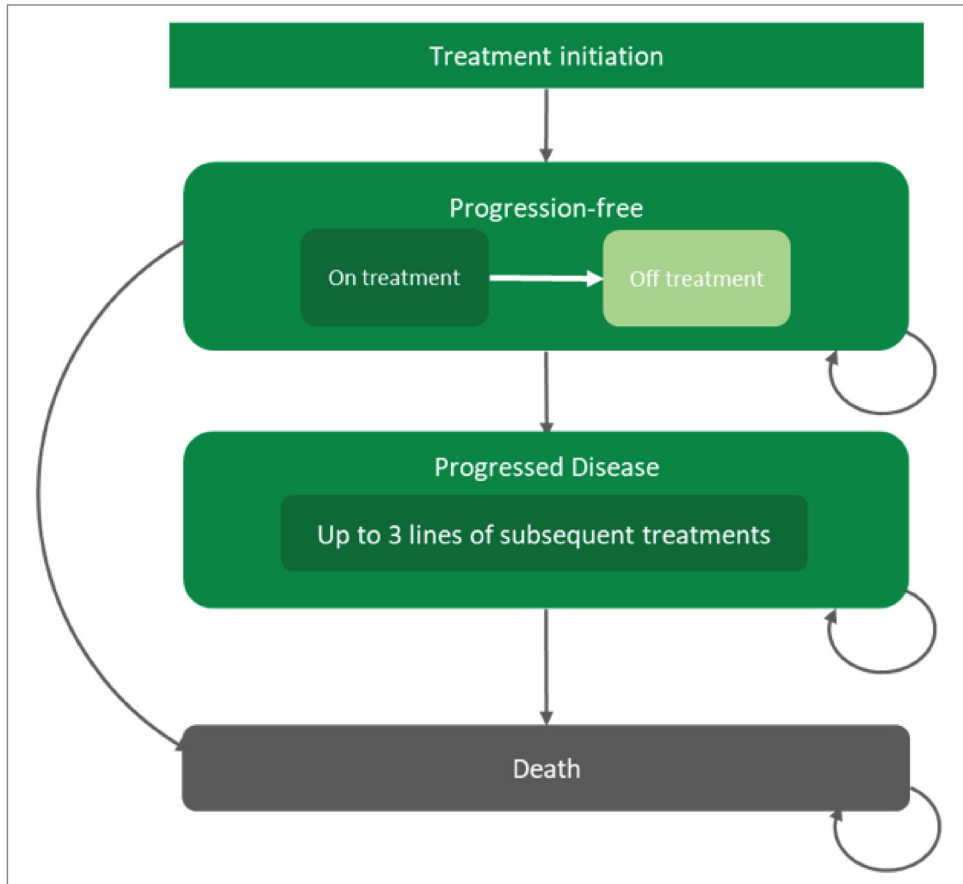 Treatment initiation
Progression-free
On treatment
Off treatment
Progressed Disease
Up to 3 lines of subsequent treatments
Death